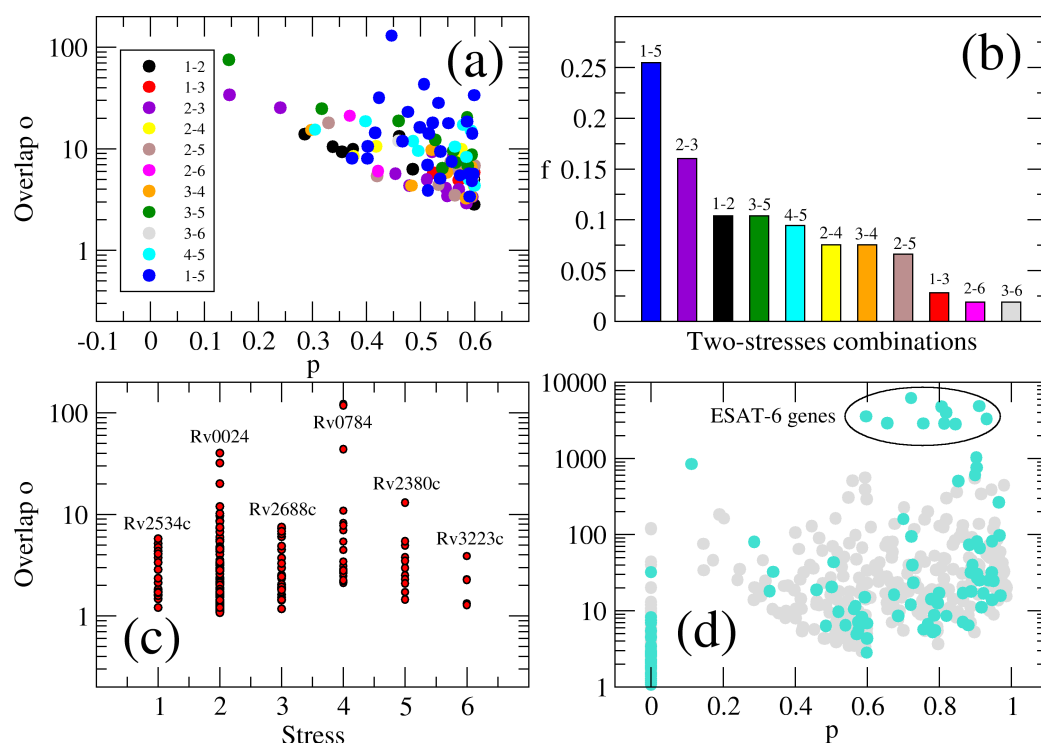 (a)
100
10
1
Overlap o
1-2
1-3
2-3
2-4
2-5
2-6
3-4
3-5
3-6
4-5
1-5
-0.1 0 0.1 0.2 0.3 0.4 0.5 0.6 0.7
p
(b)
0.25
0.2
0.15
0.1
0.05
0
f
1-5
2-3
1-2
3-5
4-5
2-4
3-4
2-5
1-3
2-6
3-6
Two-stresses combinations
100
10
1
Overlap o
Rv2534c
Rv0024
Rv2688c
Rv0784
Rv2380c
Rv3223c
(c)
1 2 3 4 5 6
Stress
10000
1000
100
10
1
ESAT-6 genes
(d)
0 0.2 0.4 0.6 0.8 1
p